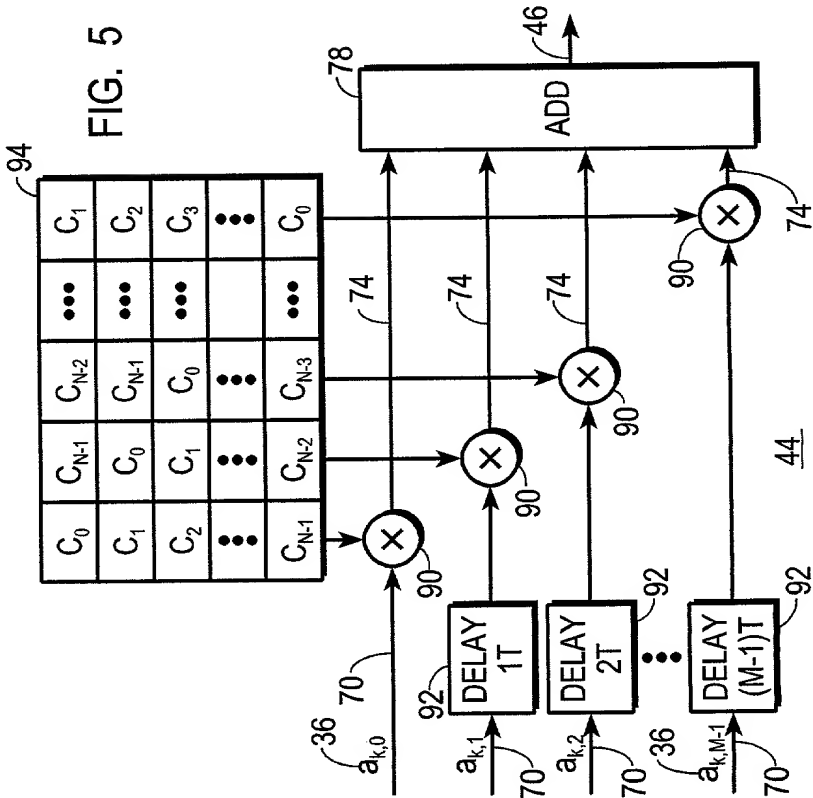 FIG. 5
94
C0 CN-1 CN-2 ••• C1
C1 C0 CN-1 ••• C2
C2 C1 C0 ••• C3
••• ••• ••• •••
CN-1 CN-2 CN-3 ••• C0
78
ADD
46
36
ak,0
70
90
74
ak,1
70
92
DELAY
1T
90
74
ak,2
70
DELAY
2T
92
90
74
•••
36
ak,M-1
70
DELAY
(M-1)T
92
90
74
44